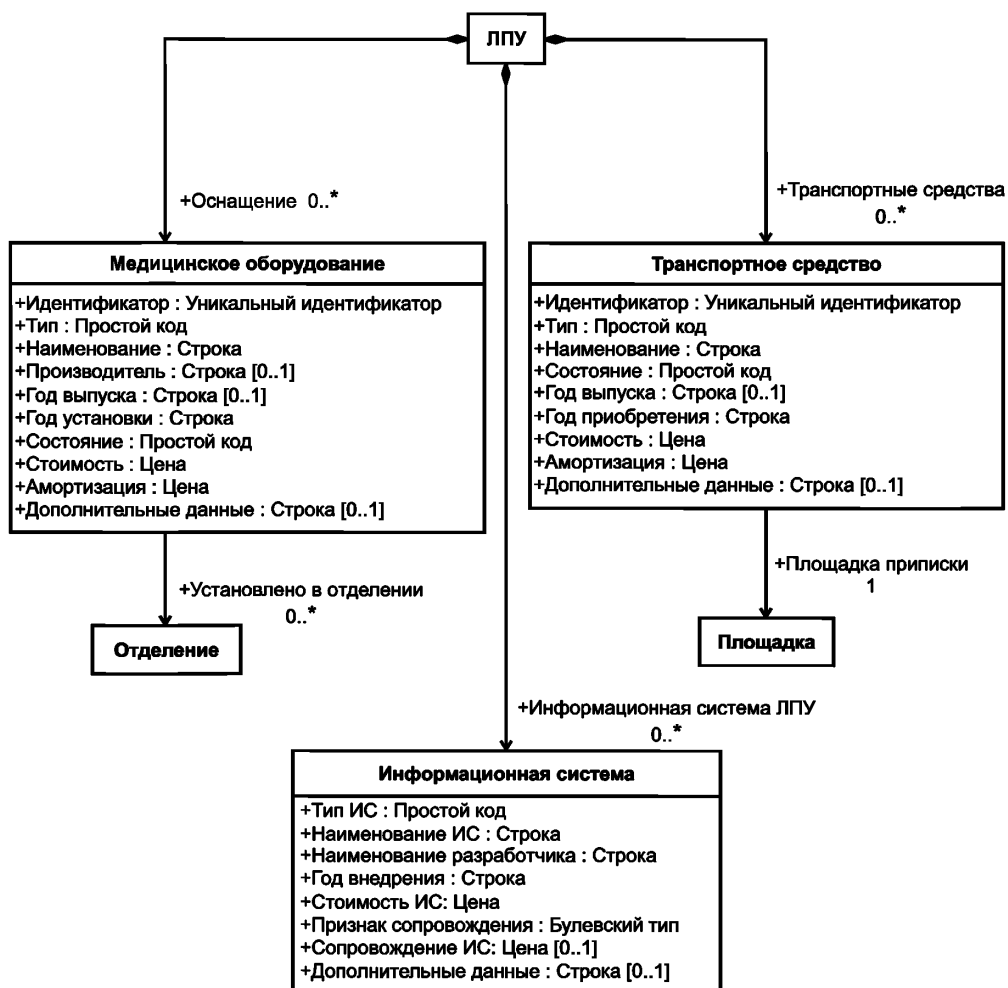 ЛПУ
+Оснащение 0..*
+Транспортные средства
0..*
Медицинское оборудование
+Идентификатор : Уникальный идентификатор
+Тип : Простой код
+Наименование : Строка
+Производитель : Строка [0..1]
+Год выпуска : Строка [0..1]
+Год установки : Строка
+Состояние : Простой код
+Стоимость : Цена
+Амортизация : Цена
+Дополнительные данные : Строка [0..1]
Транспортное средство
+Идентификатор : Уникальный идентификатор
+Тип : Простой код
+Наименование : Строка
+Состояние : Простой код
+Год выпуска : Строка [0..1]
+Год приобретения : Строка
+Стоимость : Цена
+Амортизация : Цена
+Дополнительные данные : Строка [0..1]
+Установлено в отделении
0..*
Отделение
+Площадка приписки
1
Площадка
+Информационная система ЛПУ
0..*
Информационная система
+Тип ИС : Простой код
+Наименование ИС : Строка
+Наименование разработчика : Строка
+Год внедрения : Строка
+Стоимость ИС: Цена
+Признак сопровождения : Булевский тип
+Сопровождение ИС: Цена [0..1]
+Дополнительные данные : Строка [0..1]